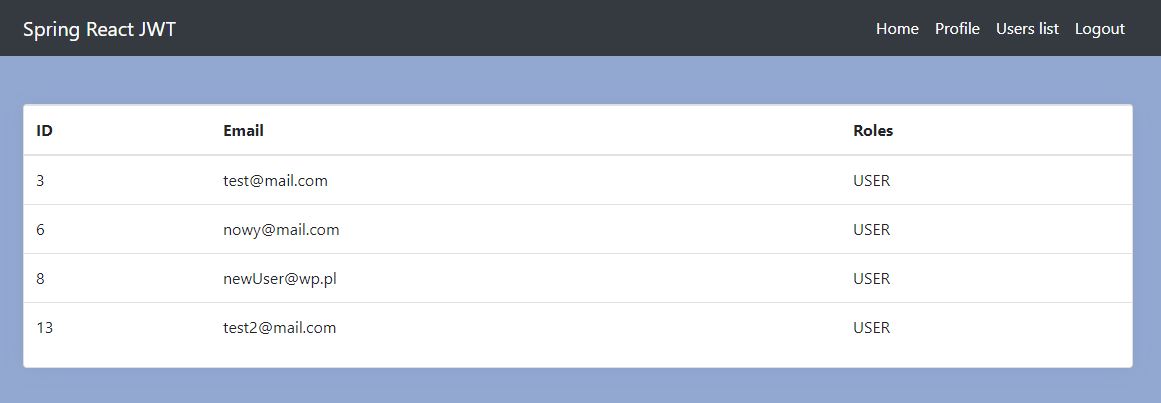 Spring React JWT Home Profile Users list Logout
ID Email Roles
3 test@mail.com USER
6 nowy@mail.com USER
8 newUser@wp.pl USER
13 test2@mail.com USER